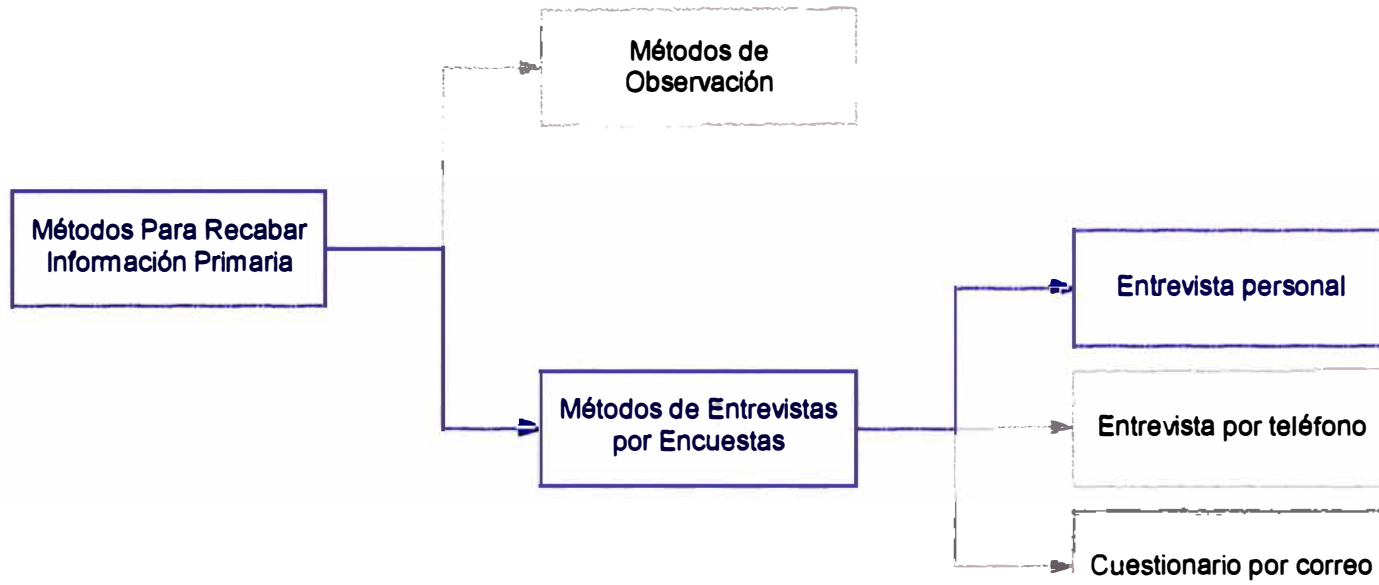 Métodos de
Observación
Métodos Para Recabar
Información Primaria
Métodos de Entrevistas
por Encuestas
Entrevista personal
Entrevista por teléfono
Cuestionario por correo